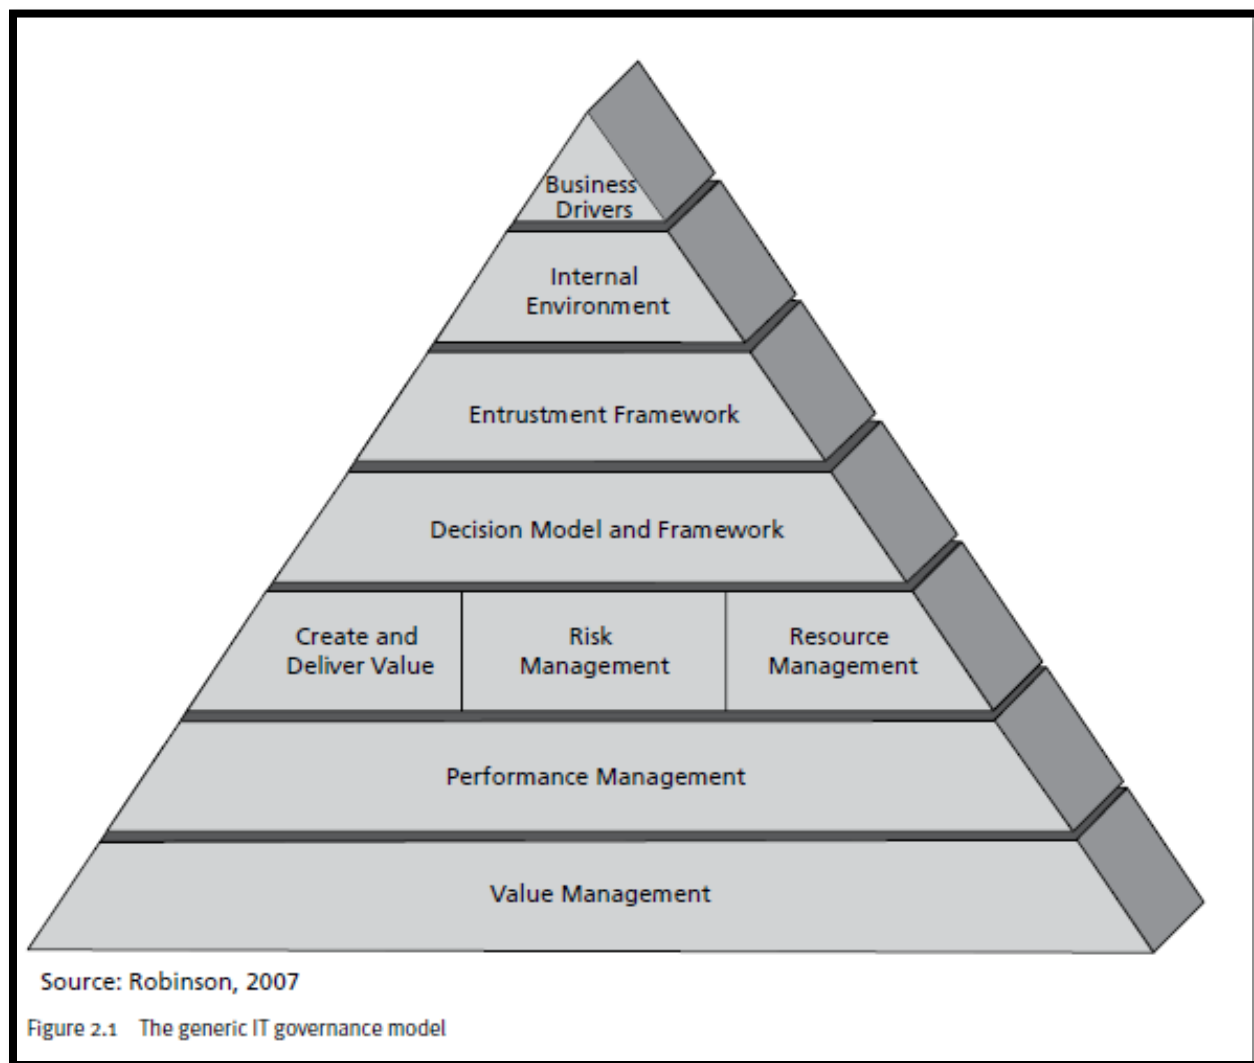 Business
Drivers
Internal
Environment
Entrustment Framework
Decision Model and Framework
Create and
Deliver Value
Risk
Management
Resource
Management
Performance Management
Value Management
Source: Robinson, 2007
Figure 2.1 The generic IT governance model